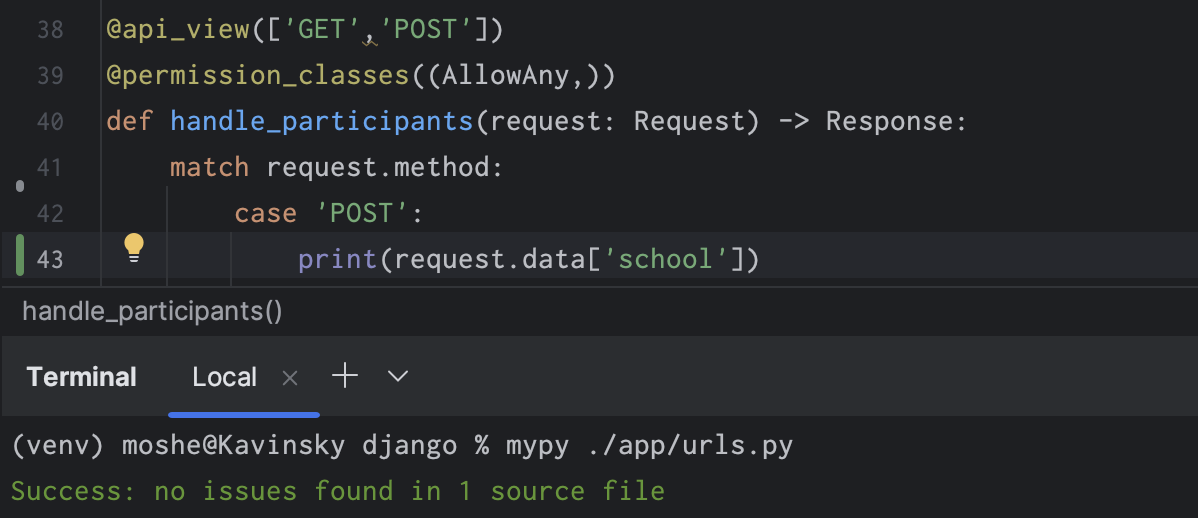 38 @api_view(['GET','POST'])
39 @permission_classes((AllowAny,))
40 def handle_participants(request: Request) -> Response:
41 match request.method:
42 case 'POST':
43 print(request.data['school'])
handle_participants()
Terminal Local × + ⌄
(venv) moshe@Kavinsky django % mypy ./app/urls.py
Success: no issues found in 1 source file